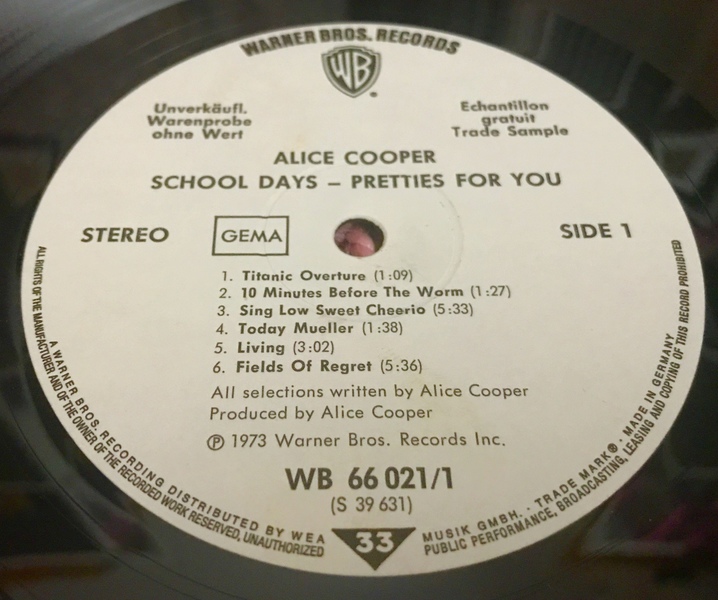 WARNER BROS. RECORDS
WB
Unverkäufl.
Warenprobe
ohne Wert
Echantillon
gratuit
Trade Sample
ALICE COOPER
SCHOOL DAYS – PRETTIES FOR YOU
STEREO
GEMA
SIDE 1
1. Titanic Overture (1:09)
2. 10 Minutes Before The Worm (1:27)
3. Sing Low Sweet Cheerio (5:33)
4. Today Mueller (1:38)
5. Living (3:02)
6. Fields Of Regret (5:36)
All selections written by Alice Cooper
Produced by Alice Cooper
℗ 1973 Warner Bros. Records Inc.
WB 66 021/1
(S 39 631)
33
A WARNER BROS. RECORDING DISTRIBUTED BY WEA MUSIK GMBH. · TRADE MARK ® · MADE IN GERMANY
ALL RIGHTS OF THE MANUFACTURER AND OF THE OWNER OF THE RECORDED WORK RESERVED, UNAUTHORIZED PUBLIC PERFORMANCE, BROADCASTING, LEASING AND COPYING OF THIS RECORD PROHIBITED